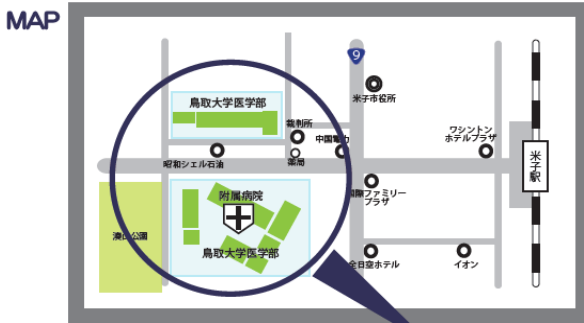 MAP
9
米子市役所
鳥取大学医学部
裁判所
中国電力
ワシントン
ホテルプラザ
昭和シェル石油
薬局
米子駅
国際ファミリー
プラザ
附属病院
湊山公園
鳥取大学医学部
全日空ホテル
イオン